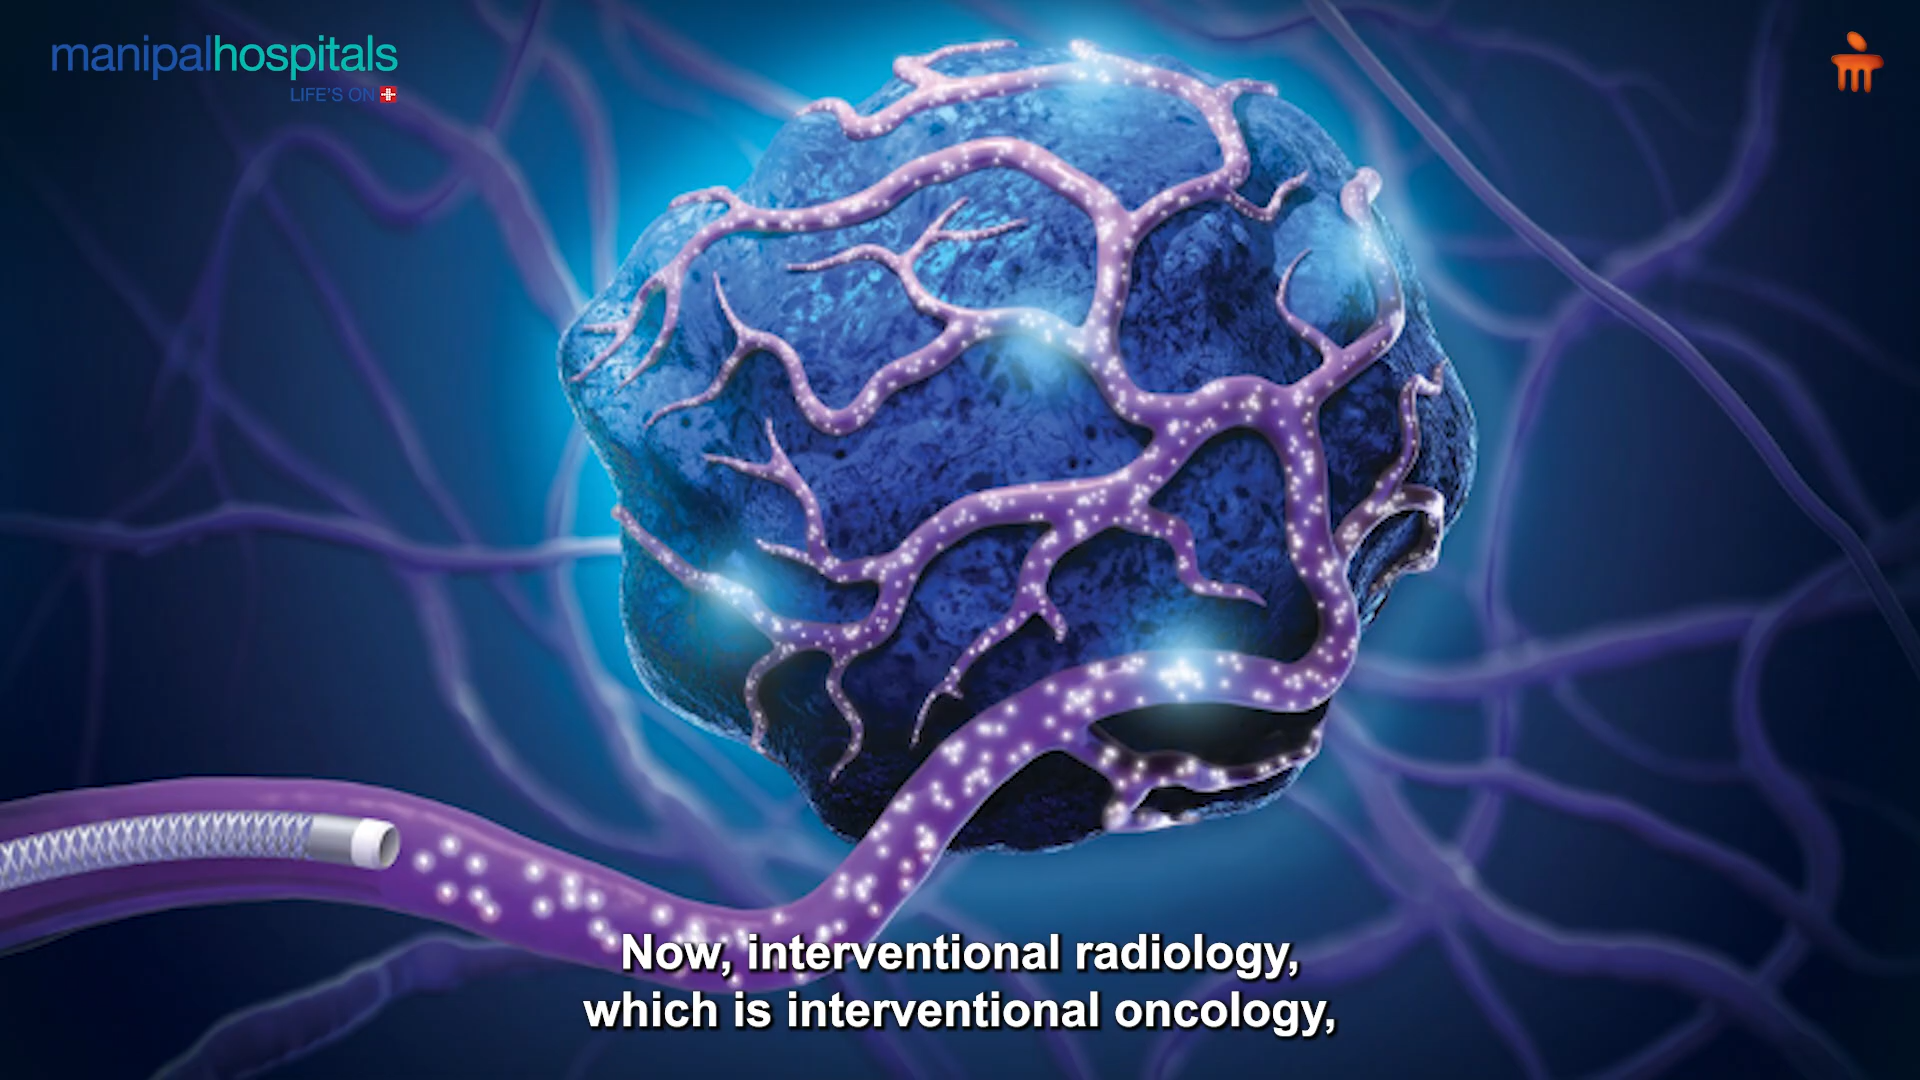 manipalhospitals
LIFE'S ON
Now, interventional radiology,
which is interventional oncology,